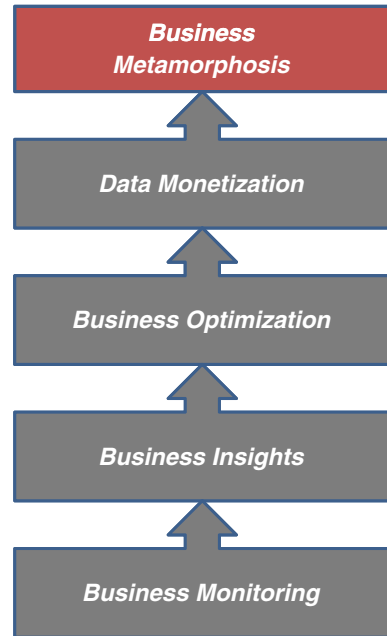 Business
Metamorphosis
Data Monetization
Business Optimization
Business Insights
Business Monitoring